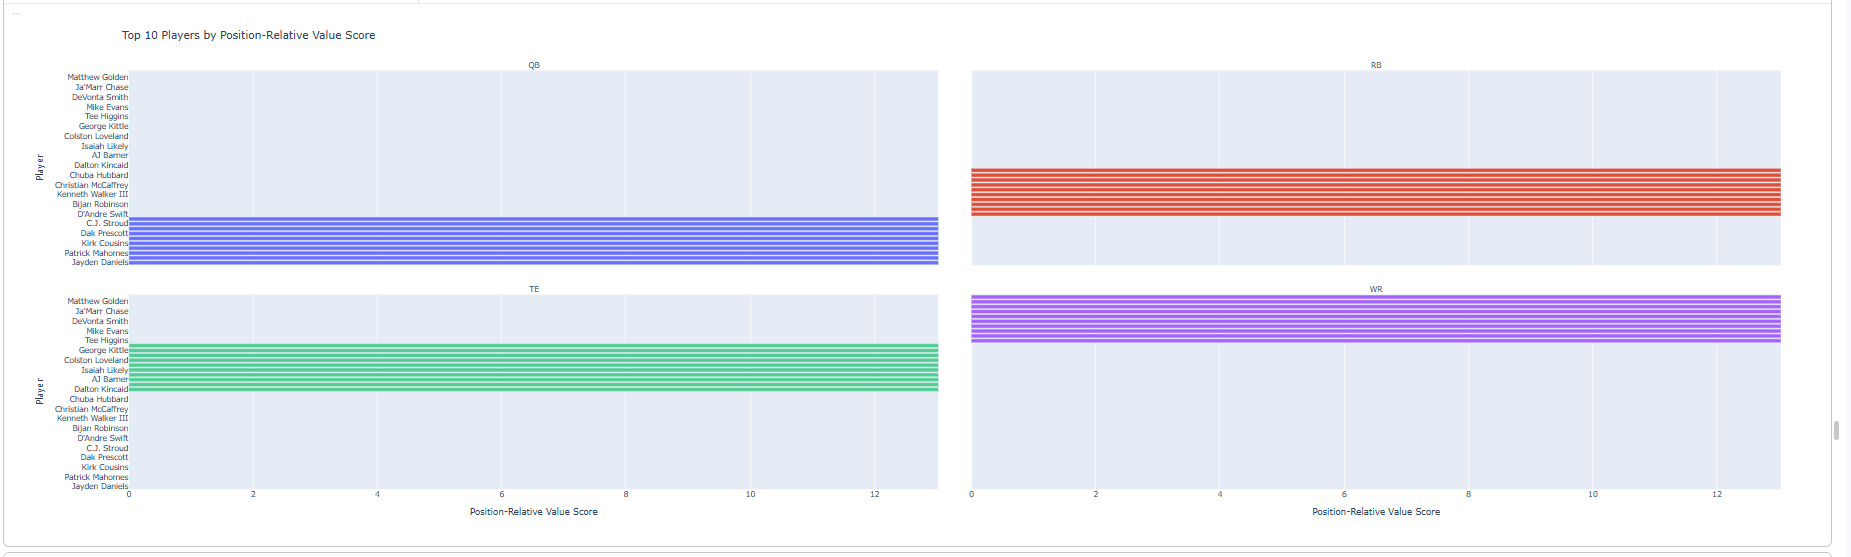 Top 10 Players by Position-Relative Value Score
QB
RB
Player
Matthew Golden
Ja'Marr Chase
DeVonta Smith
Mike Evans
Tee Higgins
George Kittle
Colston Loveland
Isaiah Likely
AJ Barner
Dalton Kincaid
Chuba Hubbard
Christian McCaffrey
Kenneth Walker III
Bijan Robinson
D'Andre Swift
C.J. Stroud
Dak Prescott
Kirk Cousins
Patrick Mahomes
Jayden Daniels
TE
WR
Player
Matthew Golden
Ja'Marr Chase
DeVonta Smith
Mike Evans
Tee Higgins
George Kittle
Colston Loveland
Isaiah Likely
AJ Barner
Dalton Kincaid
Chuba Hubbard
Christian McCaffrey
Kenneth Walker III
Bijan Robinson
D'Andre Swift
C.J. Stroud
Dak Prescott
Kirk Cousins
Patrick Mahomes
Jayden Daniels
0 2 4 6 8 10 12
0 2 4 6 8 10 12
Position-Relative Value Score
Position-Relative Value Score